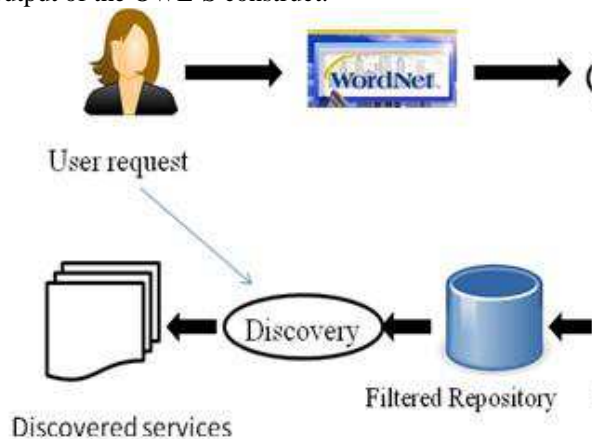 WordNet
User request
Discovery
Filtered Repository
Discovered services